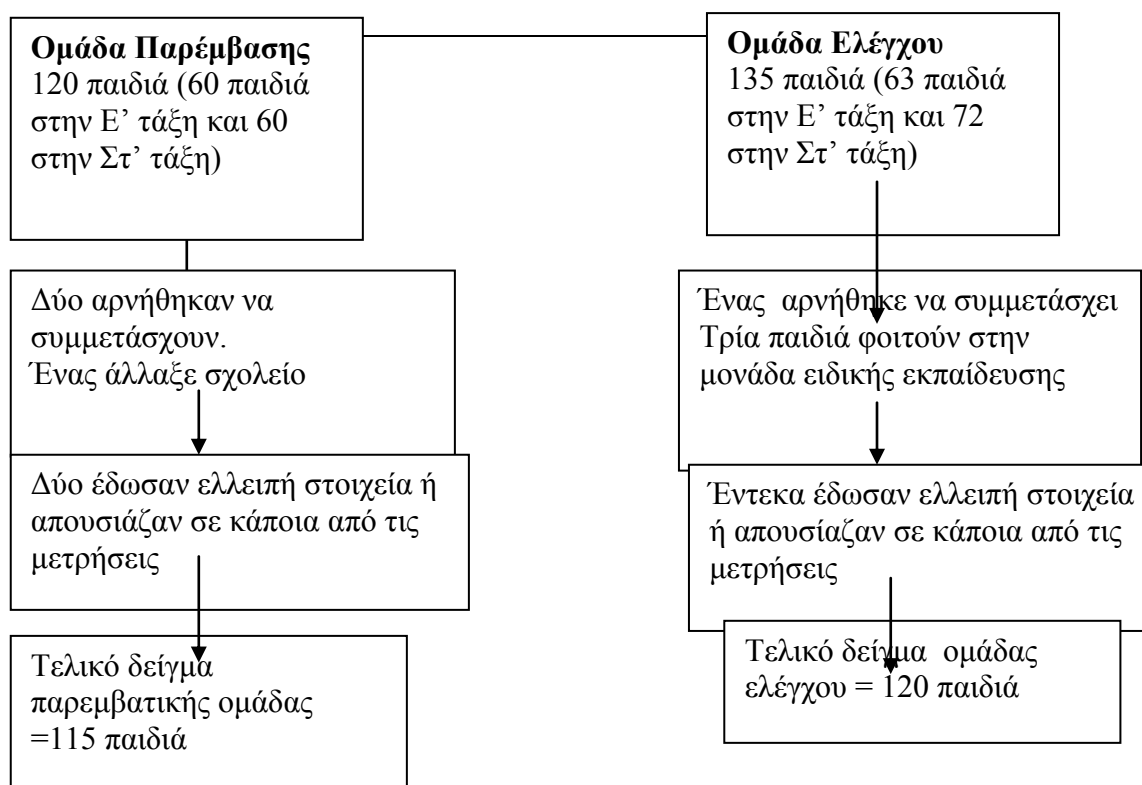 Ομάδα Παρέμβασης
120 παιδιά (60 παιδιά
στην Ε’ τάξη και 60
στην Στ’ τάξη)
Ομάδα Ελέγχου
135 παιδιά (63 παιδιά
στην Ε’ τάξη και 72
στην Στ’ τάξη)
Δύο αρνήθηκαν να
συμμετάσχουν.
Ένας άλλαξε σχολείο
Ένας αρνήθηκε να συμμετάσχει
Τρία παιδιά φοιτούν στην
μονάδα ειδικής εκπαίδευσης
Δύο έδωσαν ελλειπή στοιχεία ή
απουσιάζαν σε κάποια από τις
μετρήσεις
Έντεκα έδωσαν ελλειπή στοιχεία
ή απουσίαζαν σε κάποια από τις
μετρήσεις
Τελικό δείγμα
παρεμβατικής ομάδας
=115 παιδιά
Τελικό δείγμα ομάδας
ελέγχου = 120 παιδιά